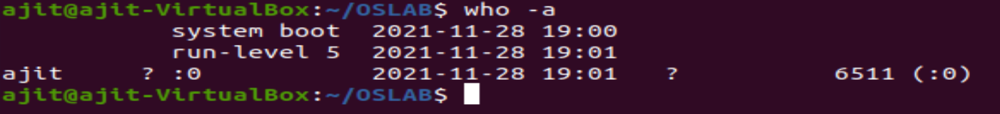 ajit@ajit-VirtualBox:~/OSLAB$ who -a
           system boot  2021-11-28 19:00
           run-level 5  2021-11-28 19:01
ajit     ? :0           2021-11-28 19:01   ?          6511 (:0)
ajit@ajit-VirtualBox:~/OSLAB$